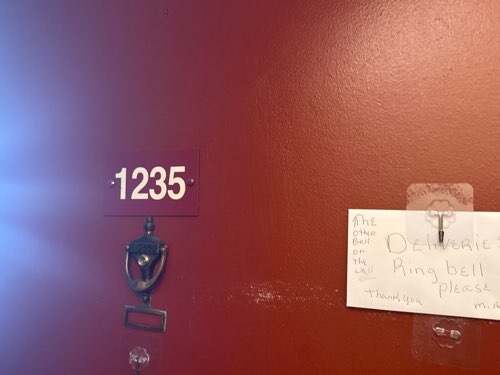 1235
The
other
Bell
on
The
wall
DELIVERIES
Ring bell
please
Thank you